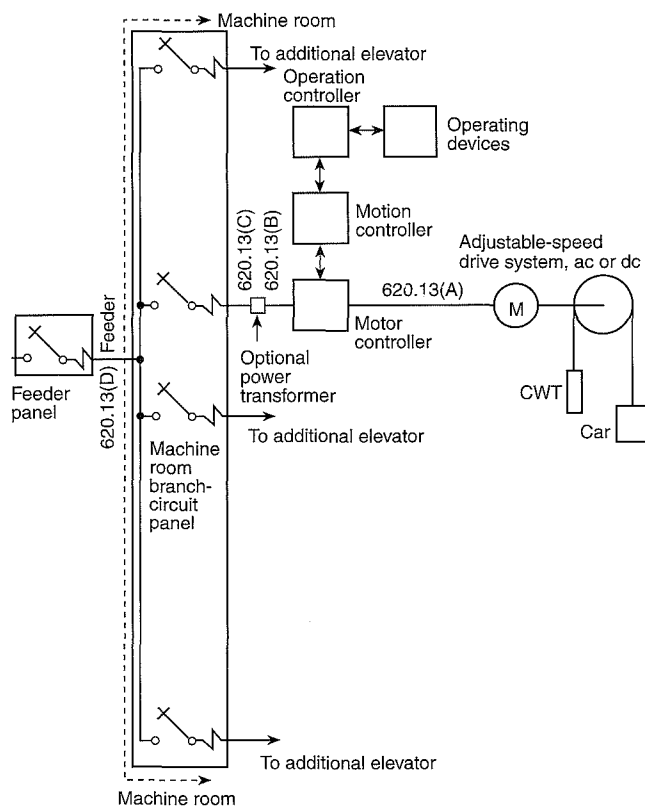 Machine room
To additional elevator
Operation
controller
Operating
devices
Motion
controller
620.13(C)
620.13(B)
Adjustable-speed
drive system, ac or dc
620.13(A)
M
Motor
controller
Feeder
620.13(D)
Feeder
panel
Optional
power
transformer
CWT
Car
To additional elevator
Machine
room
branch-
circuit
panel
To additional elevator
Machine room